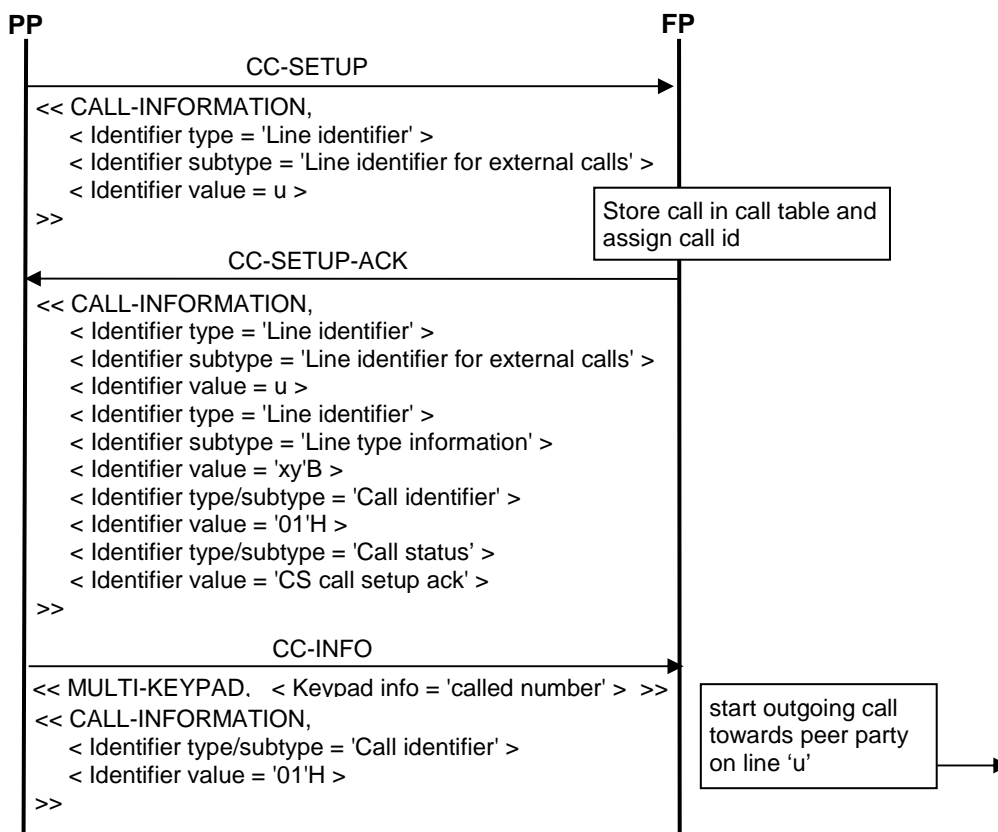 PP FP
CC-SETUP
<< CALL-INFORMATION,
< Identifier type = 'Line identifier' >
< Identifier subtype = 'Line identifier for external calls' >
< Identifier value = u >
>>
Store call in call table and
assign call id
CC-SETUP-ACK
<< CALL-INFORMATION,
< Identifier type = 'Line identifier' >
< Identifier subtype = 'Line identifier for external calls' >
< Identifier value = u >
< Identifier type = 'Line identifier' >
< Identifier subtype = 'Line type information' >
< Identifier value = 'xy'B >
< Identifier type/subtype = 'Call identifier' >
< Identifier value = '01'H >
< Identifier type/subtype = 'Call status’ >
< Identifier value = 'CS call setup ack' >
>>
CC-INFO
<< MULTI-KEYPAD, < Keypad info = 'called number' > >>
<< CALL-INFORMATION,
< Identifier type/subtype = 'Call identifier' >
< Identifier value = '01'H >
>>
start outgoing call
towards peer party
on line ‘u’